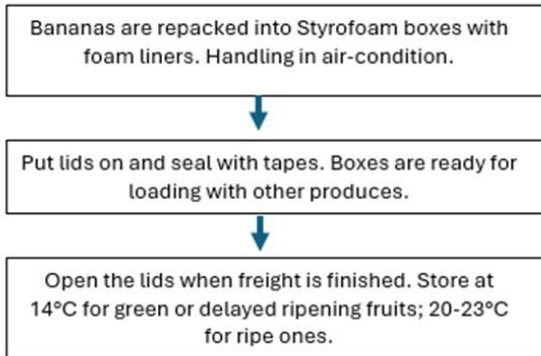 Bananas are repacked into Styrofoam boxes with
foam liners. Handling in air-condition.
Put lids on and seal with tapes. Boxes are ready for
loading with other produces.
Open the lids when freight is finished. Store at
14°C for green or delayed ripening fruits; 20-23°C
for ripe ones.